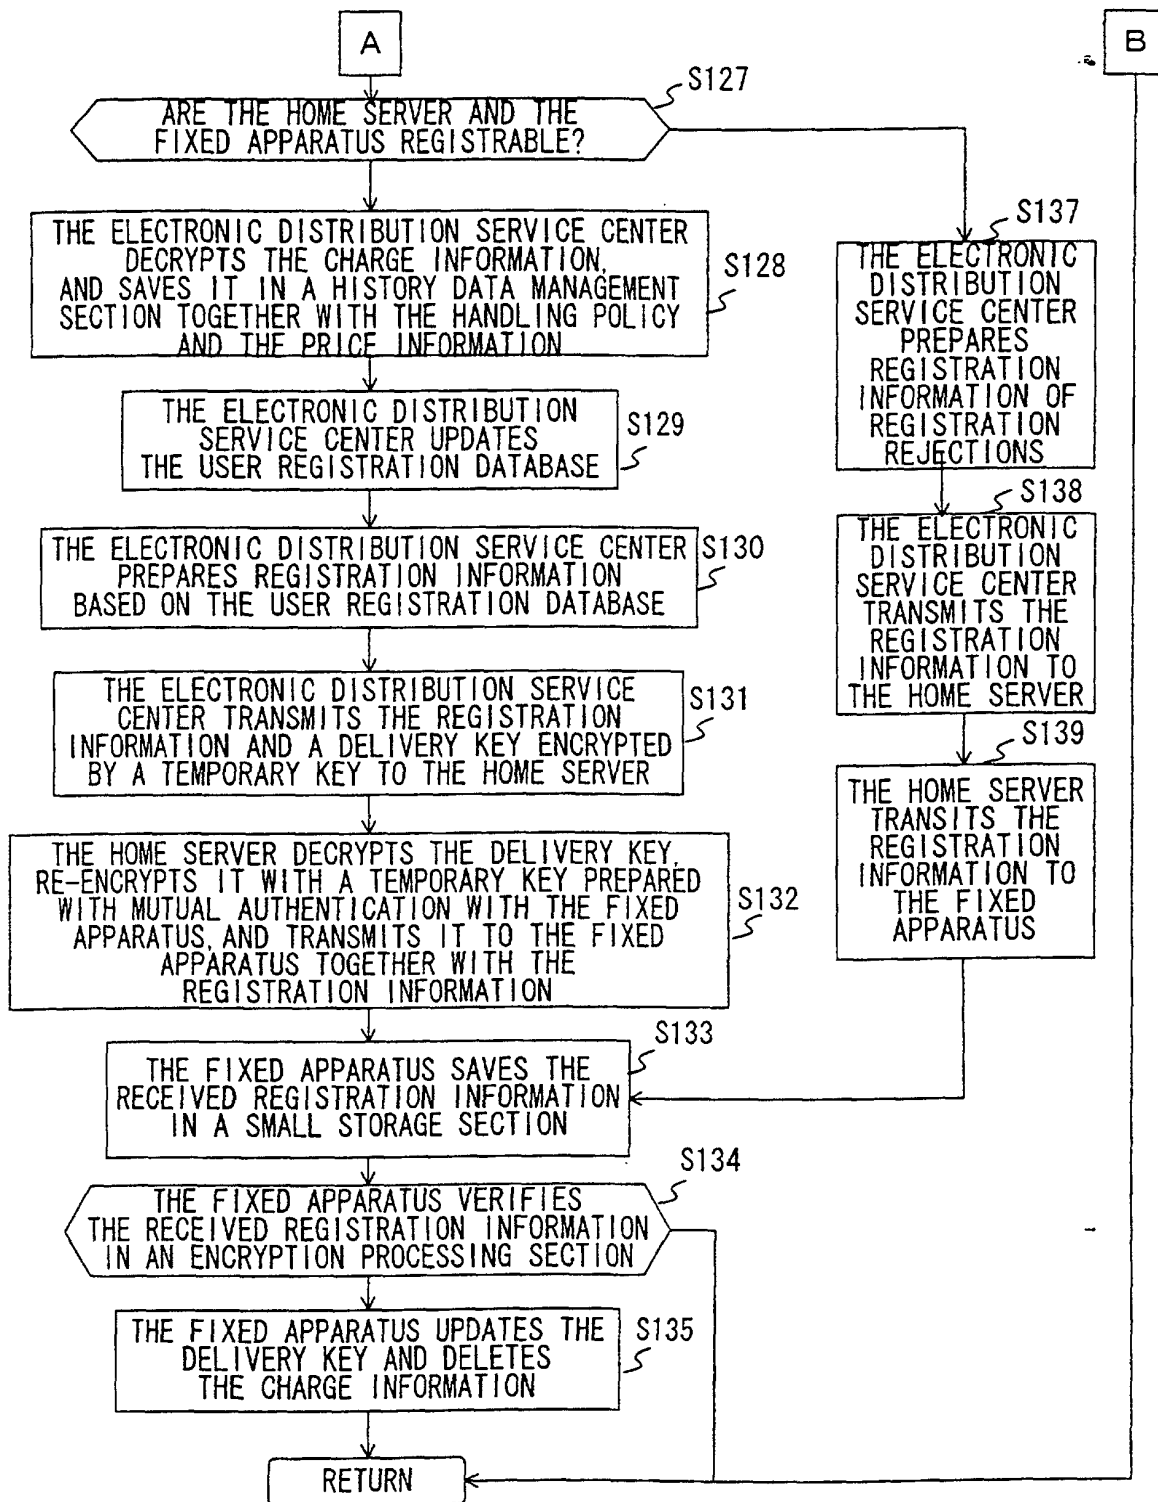 A
B
S127
ARE THE HOME SERVER AND THE
FIXED APPARATUS REGISTRABLE?
THE ELECTRONIC DISTRIBUTION SERVICE CENTER
DECRYPTS THE CHARGE INFORMATION,
AND SAVES IT IN A HISTORY DATA MANAGEMENT
SECTION TOGETHER WITH THE HANDLING POLICY
AND THE PRICE INFORMATION
S128
THE ELECTRONIC DISTRIBUTION
SERVICE CENTER UPDATES
THE USER REGISTRATION DATABASE
S129
THE ELECTRONIC DISTRIBUTION SERVICE CENTER
PREPARES REGISTRATION INFORMATION
BASED ON THE USER REGISTRATION DATABASE
S130
THE ELECTRONIC DISTRIBUTION SERVICE
CENTER TRANSMITS THE REGISTRATION
INFORMATION AND A DELIVERY KEY ENCRYPTED
BY A TEMPORARY KEY TO THE HOME SERVER
S131
THE HOME SERVER DECRYPTS THE DELIVERY KEY,
RE-ENCRYPTS IT WITH A TEMPORARY KEY PREPARED
WITH MUTUAL AUTHENTICATION WITH THE FIXED
APPARATUS, AND TRANSMITS IT TO THE FIXED
APPARATUS TOGETHER WITH THE
REGISTRATION INFORMATION
S132
S133
THE FIXED APPARATUS SAVES THE
RECEIVED REGISTRATION INFORMATION
IN A SMALL STORAGE SECTION
S134
THE FIXED APPARATUS VERIFIES
THE RECEIVED REGISTRATION INFORMATION
IN AN ENCRYPTION PROCESSING SECTION
THE FIXED APPARATUS UPDATES THE
DELIVERY KEY AND DELETES
THE CHARGE INFORMATION
S135
RETURN
S137
THE ELECTRONIC
DISTRIBUTION
SERVICE CENTER
PREPARES
REGISTRATION
INFORMATION OF
REGISTRATION
REJECTIONS
S138
THE ELECTRONIC
DISTRIBUTION
SERVICE CENTER
TRANSMITS THE
REGISTRATION
INFORMATION TO
THE HOME SERVER
S139
THE HOME SERVER
TRANSITS THE
REGISTRATION
INFORMATION TO
THE FIXED
APPARATUS